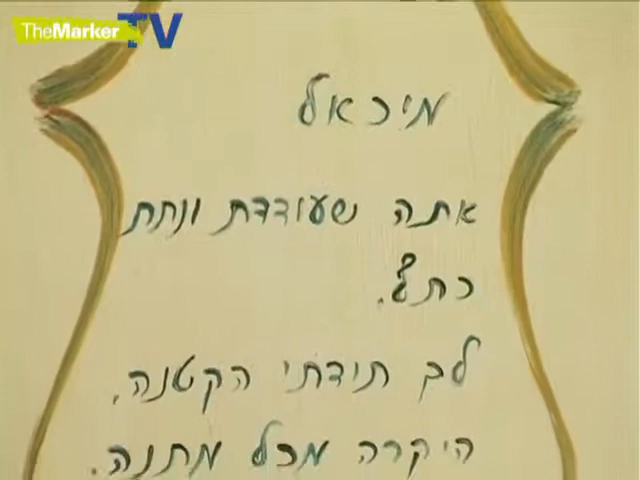 TheMarker TV
מיכאל
אתה שעודדת ונתת
כתף.
לך תודתי הקטנה,
היקרה מכל מתנה.